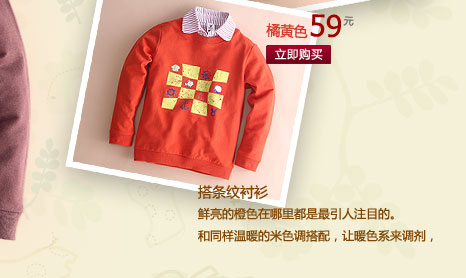 橘黄色59元
立即购买
搭条纹衬衫
鲜亮的橙色在哪里都是最引人注目的。
和同样温暖的米色调搭配，让暖色系来调剂，